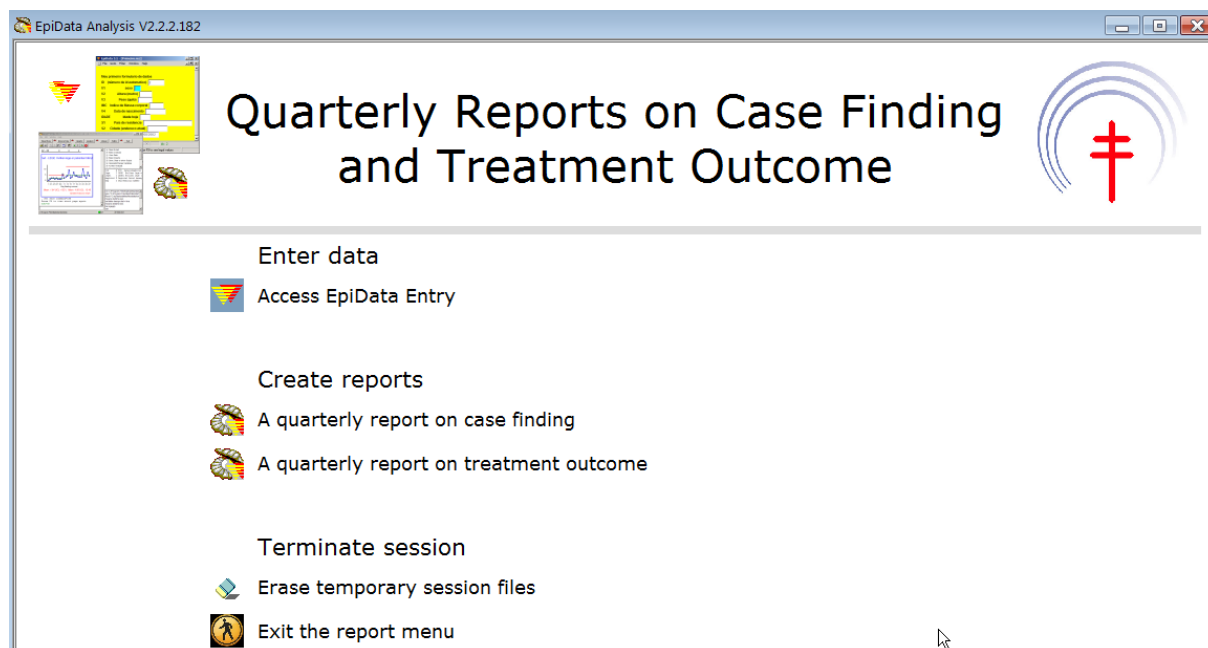 EpiData Analysis V2.2.2.182
Quarterly Reports on Case Finding
and Treatment Outcome
Enter data
Access EpiData Entry
Create reports
A quarterly report on case finding
A quarterly report on treatment outcome
Terminate session
Erase temporary session files
Exit the report menu